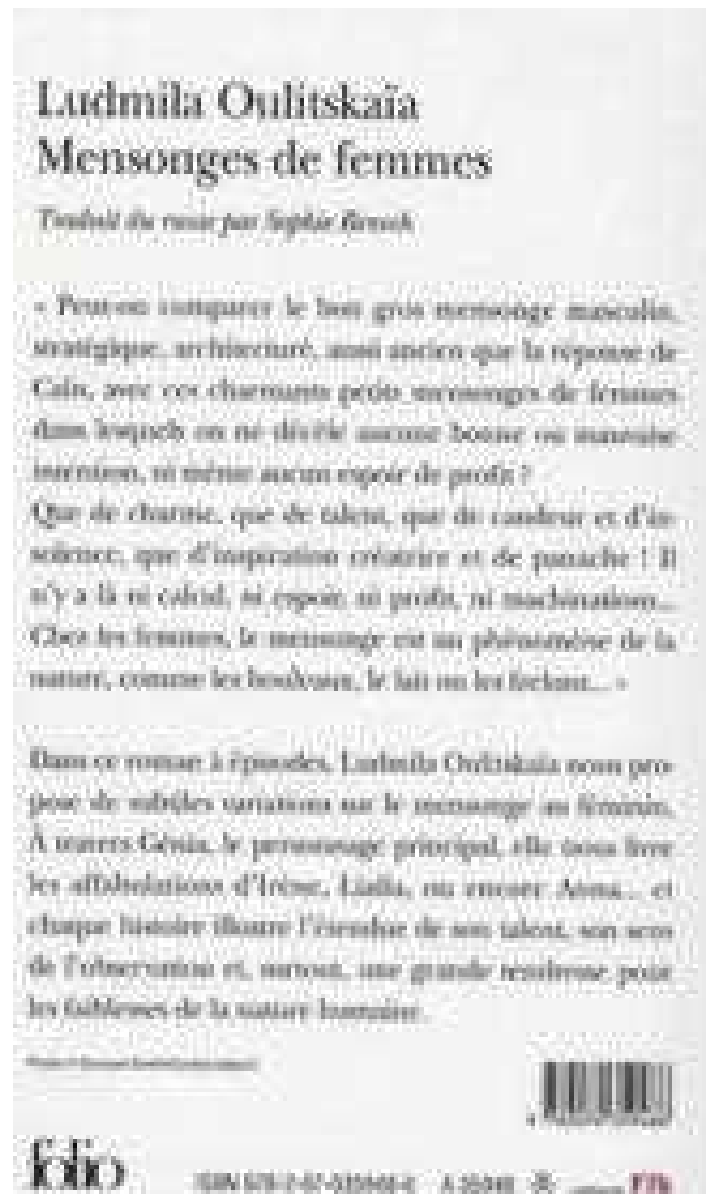 Ludmila Oulitskaïa
Mensonges de femmes
Traduit du russe par Sophie Benech
« Peut-on comparer le bon gros mensonge masculin,
stratégique, architecturé, aussi ancien que la réponse de
Caïn, avec ces charmants petits mensonges de femmes
dans lesquels on ne décèle aucune bonne ou mauvaise
intention, ni même aucun espoir de profit ?
Que de charme, que de talent, que de candeur et d'in-
solence, que d'inspiration créatrice et de panache ! Il
n'y a là ni calcul, ni espoir, ni profit, ni machinations...
Chez les femmes, le mensonge est un phénomène de la
nature, comme les bouleaux, le lait ou les frelons... »
Dans ce roman à épisodes, Ludmila Oulitskaïa nous pro-
pose de subtiles variations sur le mensonge au féminin.
À travers Génia, le personnage principal, elle nous livre
les affabulations d'Irène, Lialia, ou encore Anna... et
chaque histoire illustre l'étendue de son talent, son sens
de l'observation et, surtout, une grande tendresse pour
les faiblesses de la nature humaine.
folio
ISBN